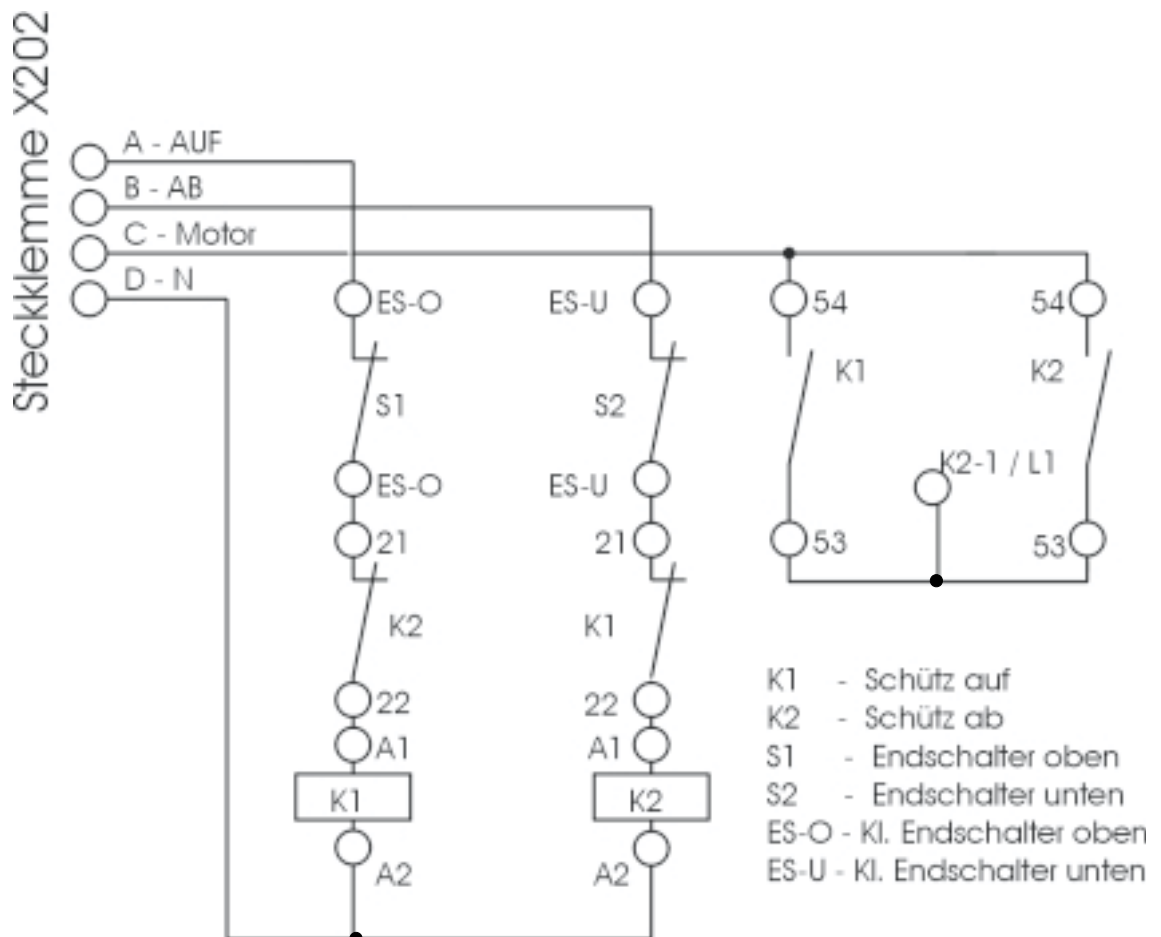 Steckklemme X202
A - AUF
B - AB
C - Motor
D - N
ES-O
ES-U
54
54
K1
K2
S1
S2
K2-1 / L1
ES-O
ES-U
21
21
53
53
K2
K1
22
22
A1
A1
K1
K2
A2
A2
K1 - Schütz auf
K2 - Schütz ab
S1 - Endschalter oben
S2 - Endschalter unten
ES-O - Kl. Endschalter oben
ES-U - Kl. Endschalter unten